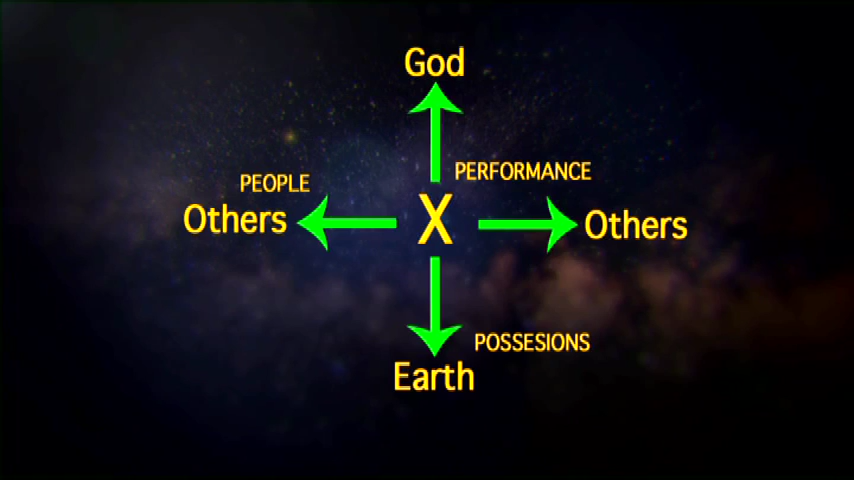 God
PERFORMANCE
PEOPLE
Others
X
Others
POSSESIONS
Earth